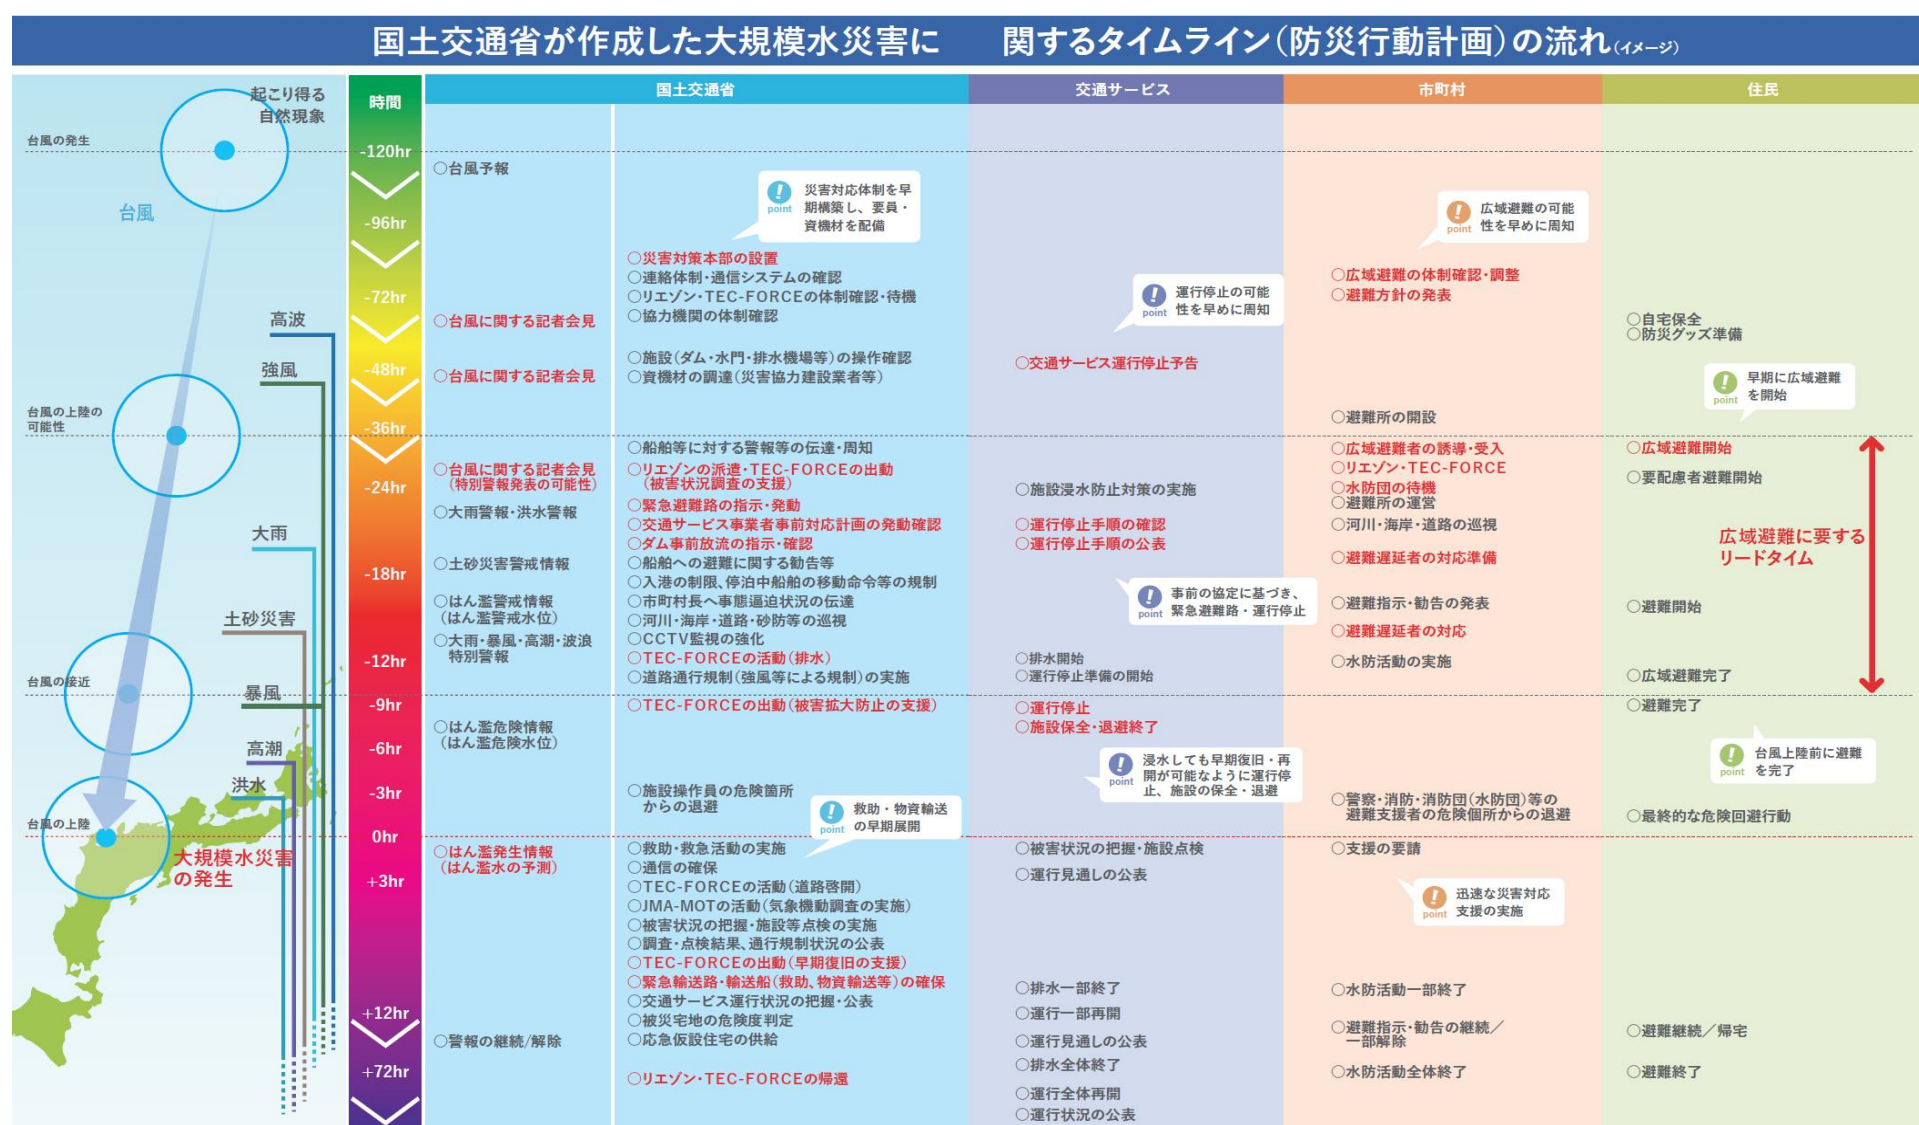 国土交通省が作成した大規模水災害に 関するタイムライン(防災行動計画)の流れ(イメージ)
起こり得る
自然現象
台風の発生
台風
高波
強風
台風の上陸の
可能性
大雨
土砂災害
台風の接近
暴風
高潮
洪水
台風の上陸
大規模水災害
の発生
時間
-120hr
-96hr
-72hr
-48hr
-36hr
-24hr
-18hr
-12hr
-9hr
-6hr
-3hr
0hr
+3hr
+12hr
+72hr
国土交通省
○台風予報
○台風に関する記者会見
○台風に関する記者会見
○台風に関する記者会見
(特別警報発表の可能性)
○大雨警報・洪水警報
○土砂災害警戒情報
○はん濫警戒情報
(はん濫警戒水位)
○大雨・暴風・高潮・波浪
特別警報
○はん濫危険情報
(はん濫危険水位)
○はん濫発生情報
(はん濫水の予測)
○警報の継続/解除
! point
災害対応体制を早
期構築し、要員・
資機材を配備
○災害対策本部の設置
○連絡体制・通信システムの確認
○リエゾン・TEC-FORCEの体制確認・待機
○協力機関の体制確認
○施設(ダム・水門・排水機場等)の操作確認
○資機材の調達(災害協力建設業者等)
○船舶等に対する警報等の伝達・周知
○リエゾンの派遣・TEC-FORCEの出動
(被害状況調査の支援)
○緊急避難路の指示・発動
○交通サービス事業者事前対応計画の発動確認
○ダム事前放流の指示・確認
○船舶への避難に関する勧告等
○入港の制限、停泊中船舶の移動命令等の規制
○市町村長へ事態逼迫状況の伝達
○河川・海岸・道路・砂防等の巡視
○CCTV監視の強化
○TEC-FORCEの活動(排水)
○道路通行規制(強風等による規制)の実施
○TEC-FORCEの出動(被害拡大防止の支援)
○施設操作員の危険箇所
からの退避
! point
救助・物資輸送
の早期展開
○救助・救急活動の実施
○通信の確保
○TEC-FORCEの活動(道路啓開)
○JMA-MOTの活動(気象機動調査の実施)
○被害状況の把握・施設等点検の実施
○調査・点検結果、通行規制状況の公表
○TEC-FORCEの出動(早期復旧の支援)
○緊急輸送路・輸送船(救助、物資輸送等)の確保
○交通サービス運行状況の把握・公表
○被災宅地の危険度判定
○応急仮設住宅の供給
○リエゾン・TEC-FORCEの帰還
交通サービス
! point
運行停止の可能
性を早めに周知
○交通サービス運行停止予告
○施設浸水防止対策の実施
○運行停止手順の確認
○運行停止手順の公表
! point
事前の協定に基づき、
緊急避難路・運行停止
○排水開始
○運行停止準備の開始
○運行停止
○施設保全・退避終了
! point
浸水しても早期復旧・再
開が可能なように運行停
止、施設の保全・退避
○被害状況の把握・施設点検
○運行見通しの公表
○排水一部終了
○運行一部再開
○運行見通しの公表
○排水全体終了
○運行全体再開
○運行状況の公表
市町村
! point
広域避難の可能
性を早めに周知
○広域避難の体制確認・調整
○避難方針の発表
○避難所の開設
○広域避難者の誘導・受入
○リエゾン・TEC-FORCE
○水防団の待機
○避難所の運営
○河川・海岸・道路の巡視
○避難遅延者の対応準備
○避難指示・勧告の発表
○避難遅延者の対応
○水防活動の実施
○警察・消防・消防団(水防団)等の
避難支援者の危険個所からの退避
○支援の要請
! point
迅速な災害対応
支援の実施
○水防活動一部終了
○避難指示・勧告の継続/
一部解除
○水防活動全体終了
住民
○自宅保全
○防災グッズ準備
! point
早期に広域避難
を開始
○広域避難開始
○要配慮者避難開始
広域避難に要する
リードタイム
○避難開始
○広域避難完了
○避難完了
! point
台風上陸前に避難
を完了
○最終的な危険回避行動
○避難継続/帰宅
○避難終了